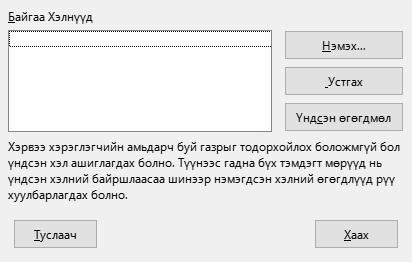 Байгаа Хэлнүүд
Нэмэх...
Устгах
Үндсэн өгөгдмөл
Хэрвээ хэрэглэгчийн амьдарч буй газрыг тодорхойлох боложмгүй бол
үндсэн хэл ашиглагдах болно. Түүнээс гадна бүх тэмдэгт мөрүүд нь
үндсэн хэлний байршлаасаа шинээр нэмэгдсэн хэлний өгөгдлүүд рүү
хуулбарлагдах болно.
Туслаач
Хаах